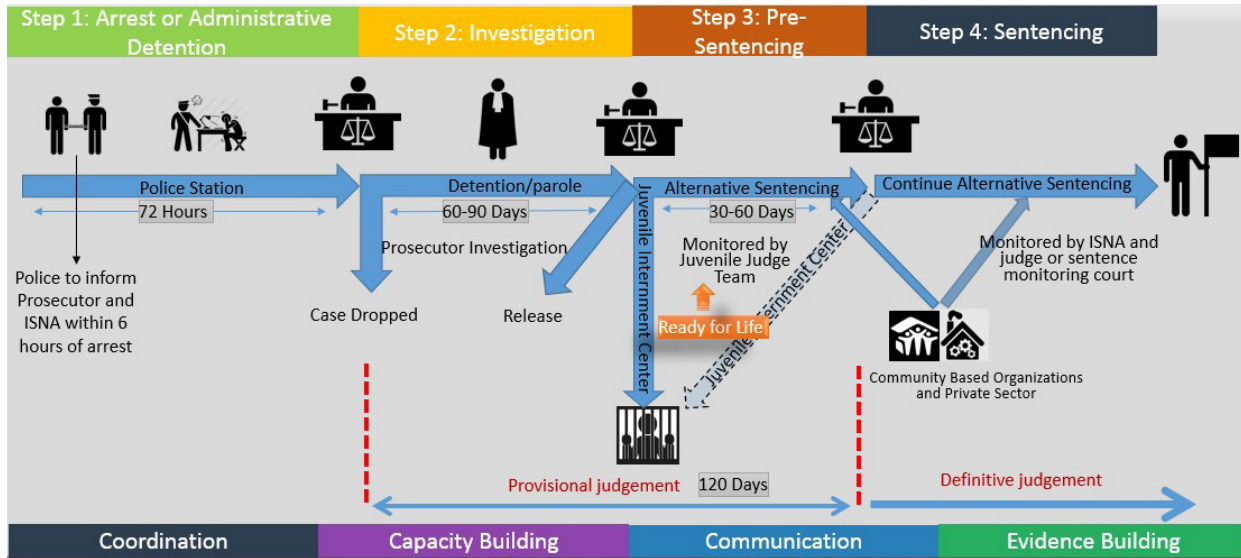 Step 1: Arrest or Administrative
Detention
Step 2: Investigation
Step 3: Pre-
Sentencing
Step 4: Sentencing
Police Station
72 Hours
Police to inform
Prosecutor and
ISNA within 6
hours of arrest
Detention/parole
60-90 Days
Prosecutor Investigation
Case Dropped
Release
Juvenile Internment Center
Alternative Sentencing
30-60 Days
Monitored by
Juvenile Judge
Team
Ready for Life
Juvenile Internment Center
Continue Alternative Sentencing
Monitored by ISNA and
judge or sentence
monitoring court
Community Based Organizations
and Private Sector
Provisional judgement
120 Days
Definitive judgement
Coordination
Capacity Building
Communication
Evidence Building